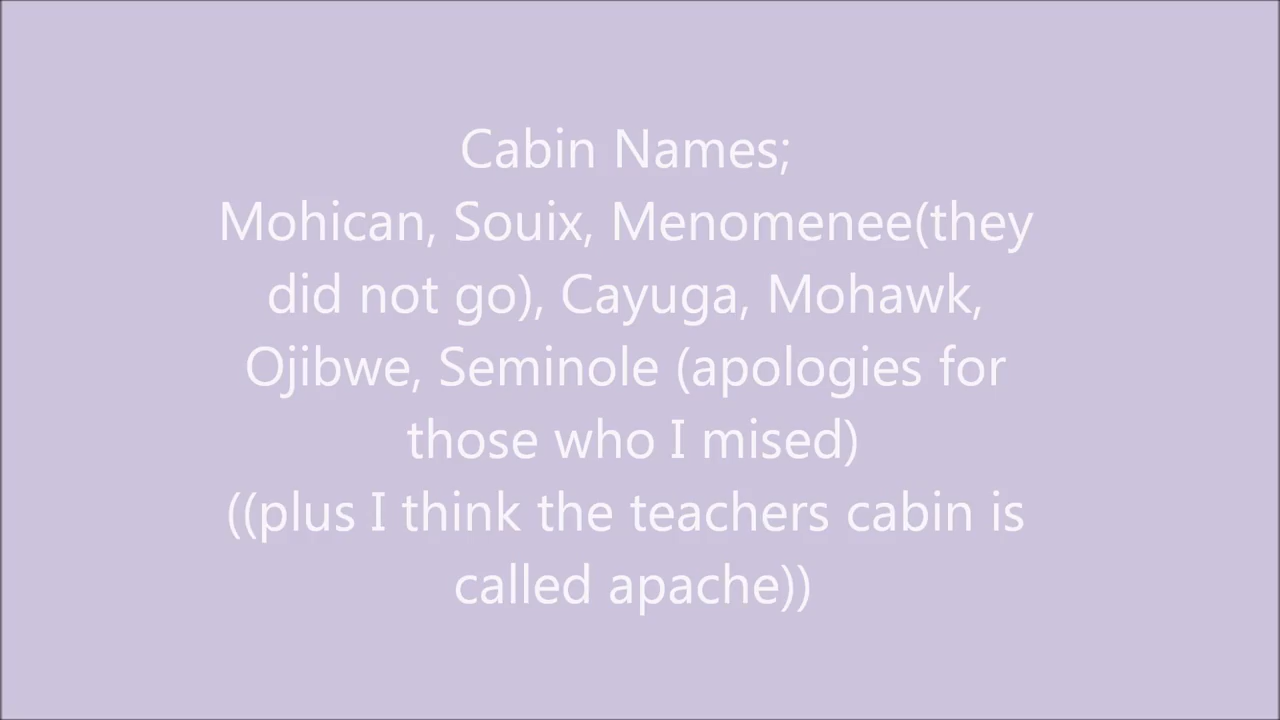 Cabin Names;
Mohican, Souix, Menomenee(they
did not go), Cayuga, Mohawk,
Ojibwe, Seminole (apologies for
those who I mised)
((plus I think the teachers cabin is
called apache))